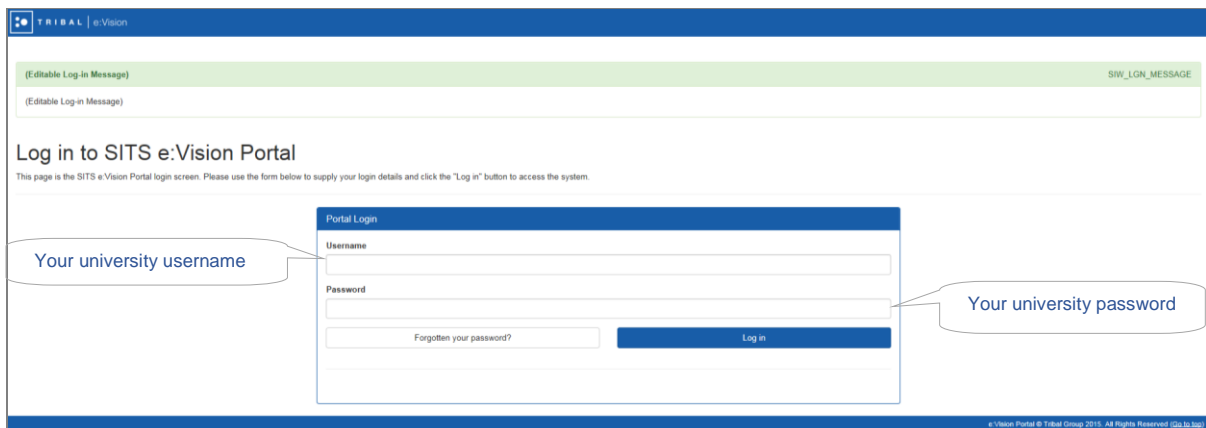 TRIBAL | e:Vision
(Editable Log-in Message) SIW_LGN_MESSAGE
(Editable Log-in Message)
Log in to SITS e:Vision Portal
This page is the SITS e:Vision Portal login screen. Please use the form below to supply your login details and click the "Log in" button to access the system.
Portal Login
Username
Your university username
Password
Your university password
Forgotten your password? Log in
e:Vision Portal © Tribal Group 2015. All Rights Reserved (Go to top)